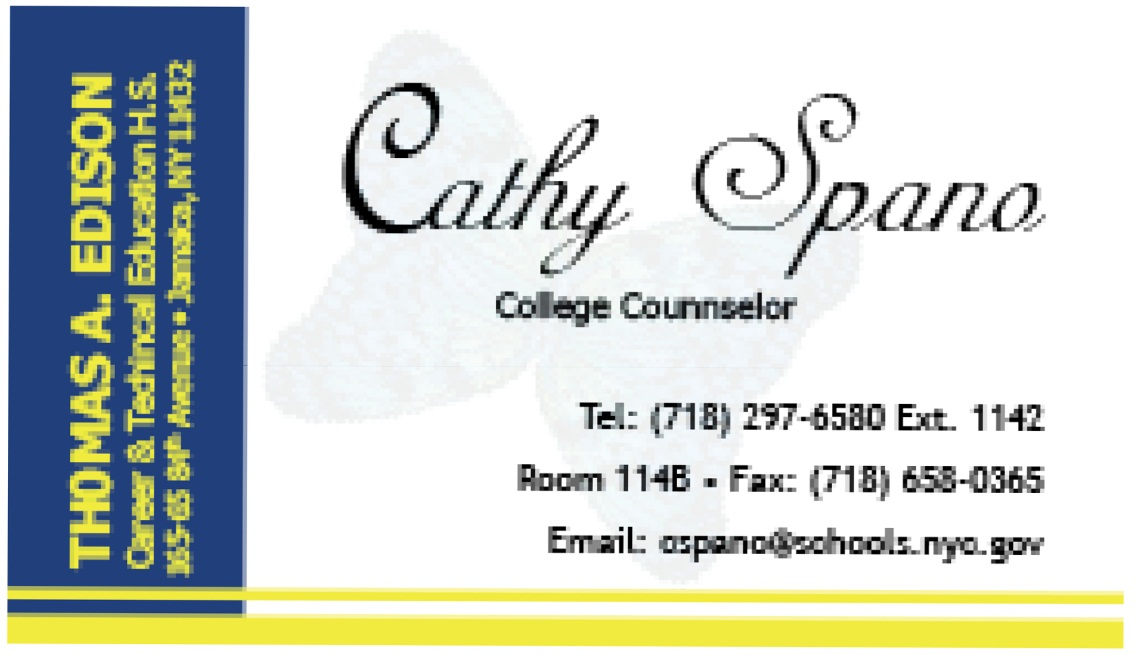 THOMAS A. EDISON
Career & Techincal Education H.S.
165-65 84th Avenue • Jamaica, NY 11432
Cathy Spano
College Counnselor
Tel: (718) 297-6580 Ext. 1142
Room 114B • Fax: (718) 658-0365
Email: cspano@schools.nyc.gov